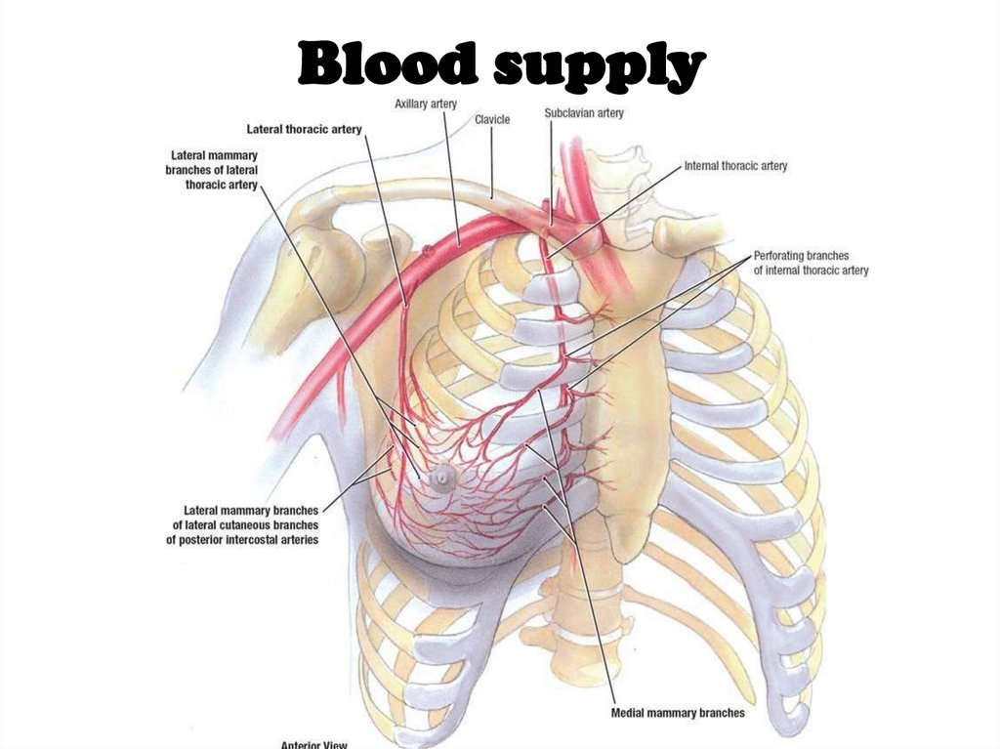 Blood supply
Axillary artery
Clavicle
Subclavian artery
Lateral thoracic artery
Lateral mammary
branches of lateral
thoracic artery
Internal thoracic artery
Perforating branches
of internal thoracic artery
Lateral mammary branches
of lateral cutaneous branches
of posterior intercostal arteries
Medial mammary branches
Anterior View